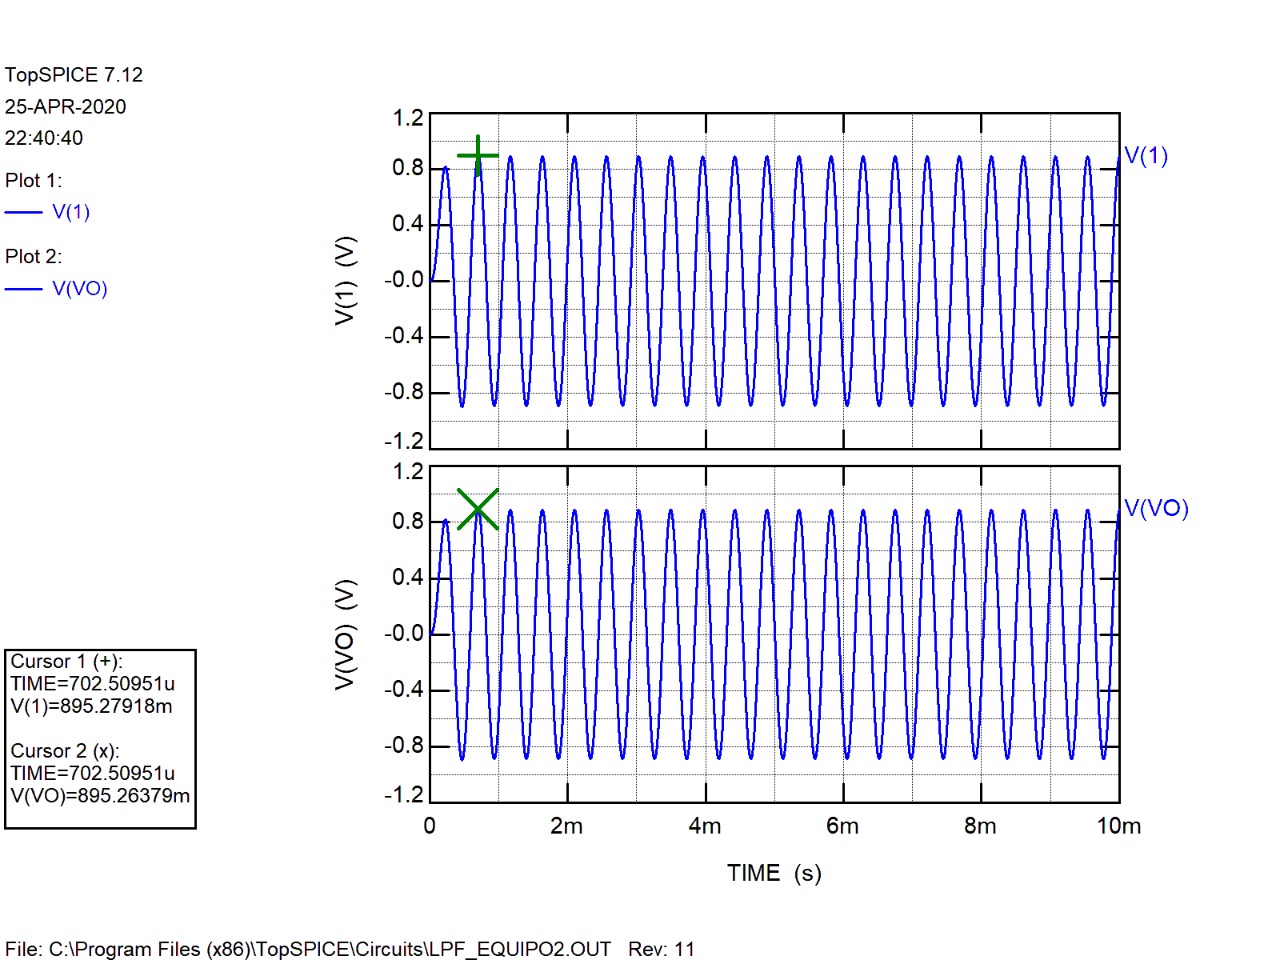 TopSPICE 7.12
25-APR-2020
22:40:40
Plot 1:
V(1)
Plot 2:
V(VO)
Cursor 1 (+):
TIME=702.50951u
V(1)=895.27918m
Cursor 2 (x):
TIME=702.50951u
V(VO)=895.26379m
V(1) (V)
1.2
0.8
0.4
-0.0
-0.4
-0.8
-1.2
V(1)
V(VO) (V)
1.2
0.8
0.4
-0.0
-0.4
-0.8
-1.2
V(VO)
0 2m 4m 6m 8m 10m
TIME (s)
File: C:\Program Files (x86)\TopSPICE\Circuits\LPF_EQUIPO2.OUT Rev: 11